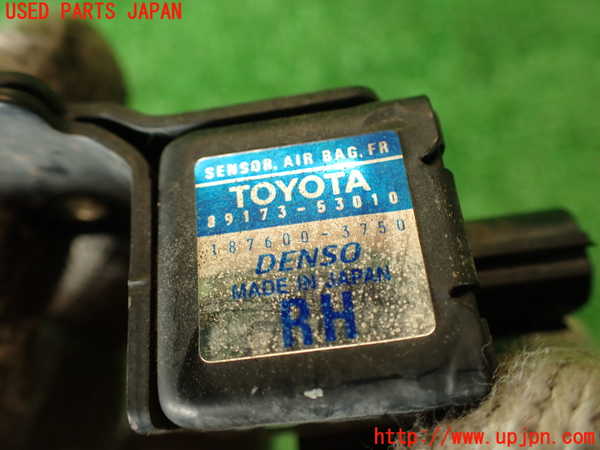 USED PARTS JAPAN
SENSOR, AIR BAG, FR
TOYOTA
89173-53010
187600-3750
DENSO
MADE IN JAPAN
RH
http://www.upjpn.com/